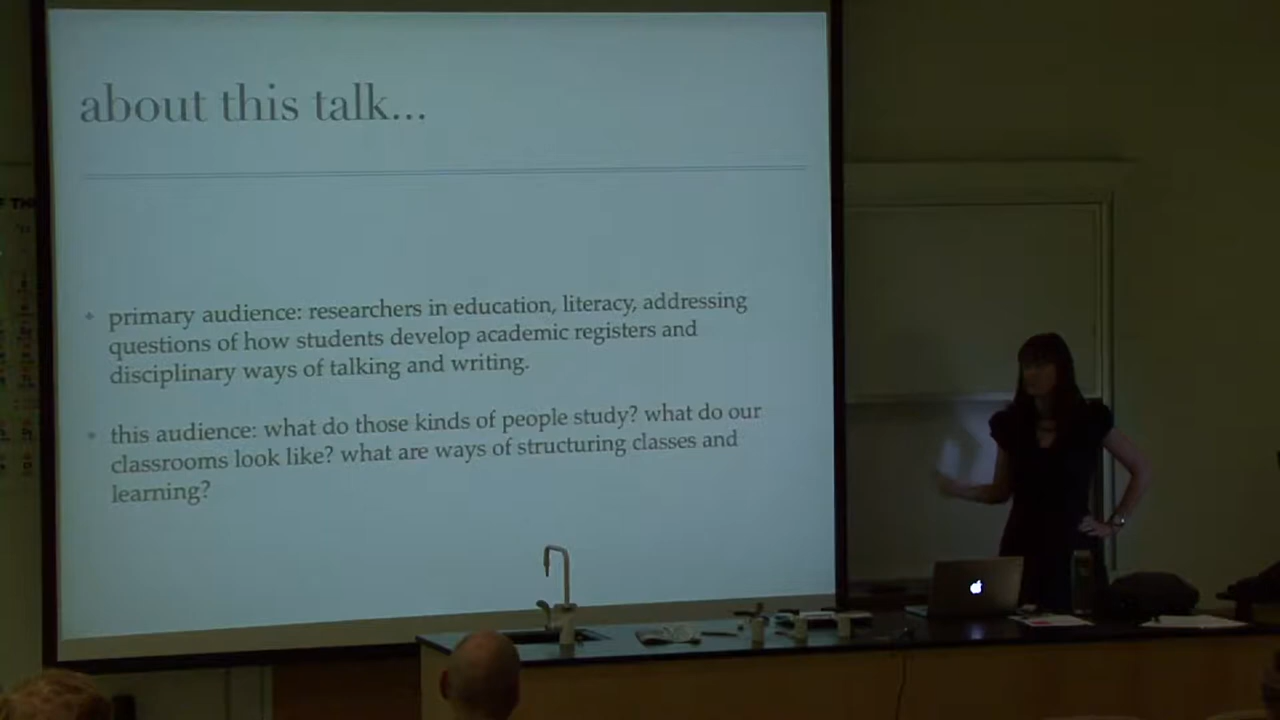 about this talk...
primary audience: researchers in education, literacy, addressing
questions of how students develop academic registers and
disciplinary ways of talking and writing.
this audience: what do those kinds of people study? what do our
classrooms look like? what are ways of structuring classes and
learning?